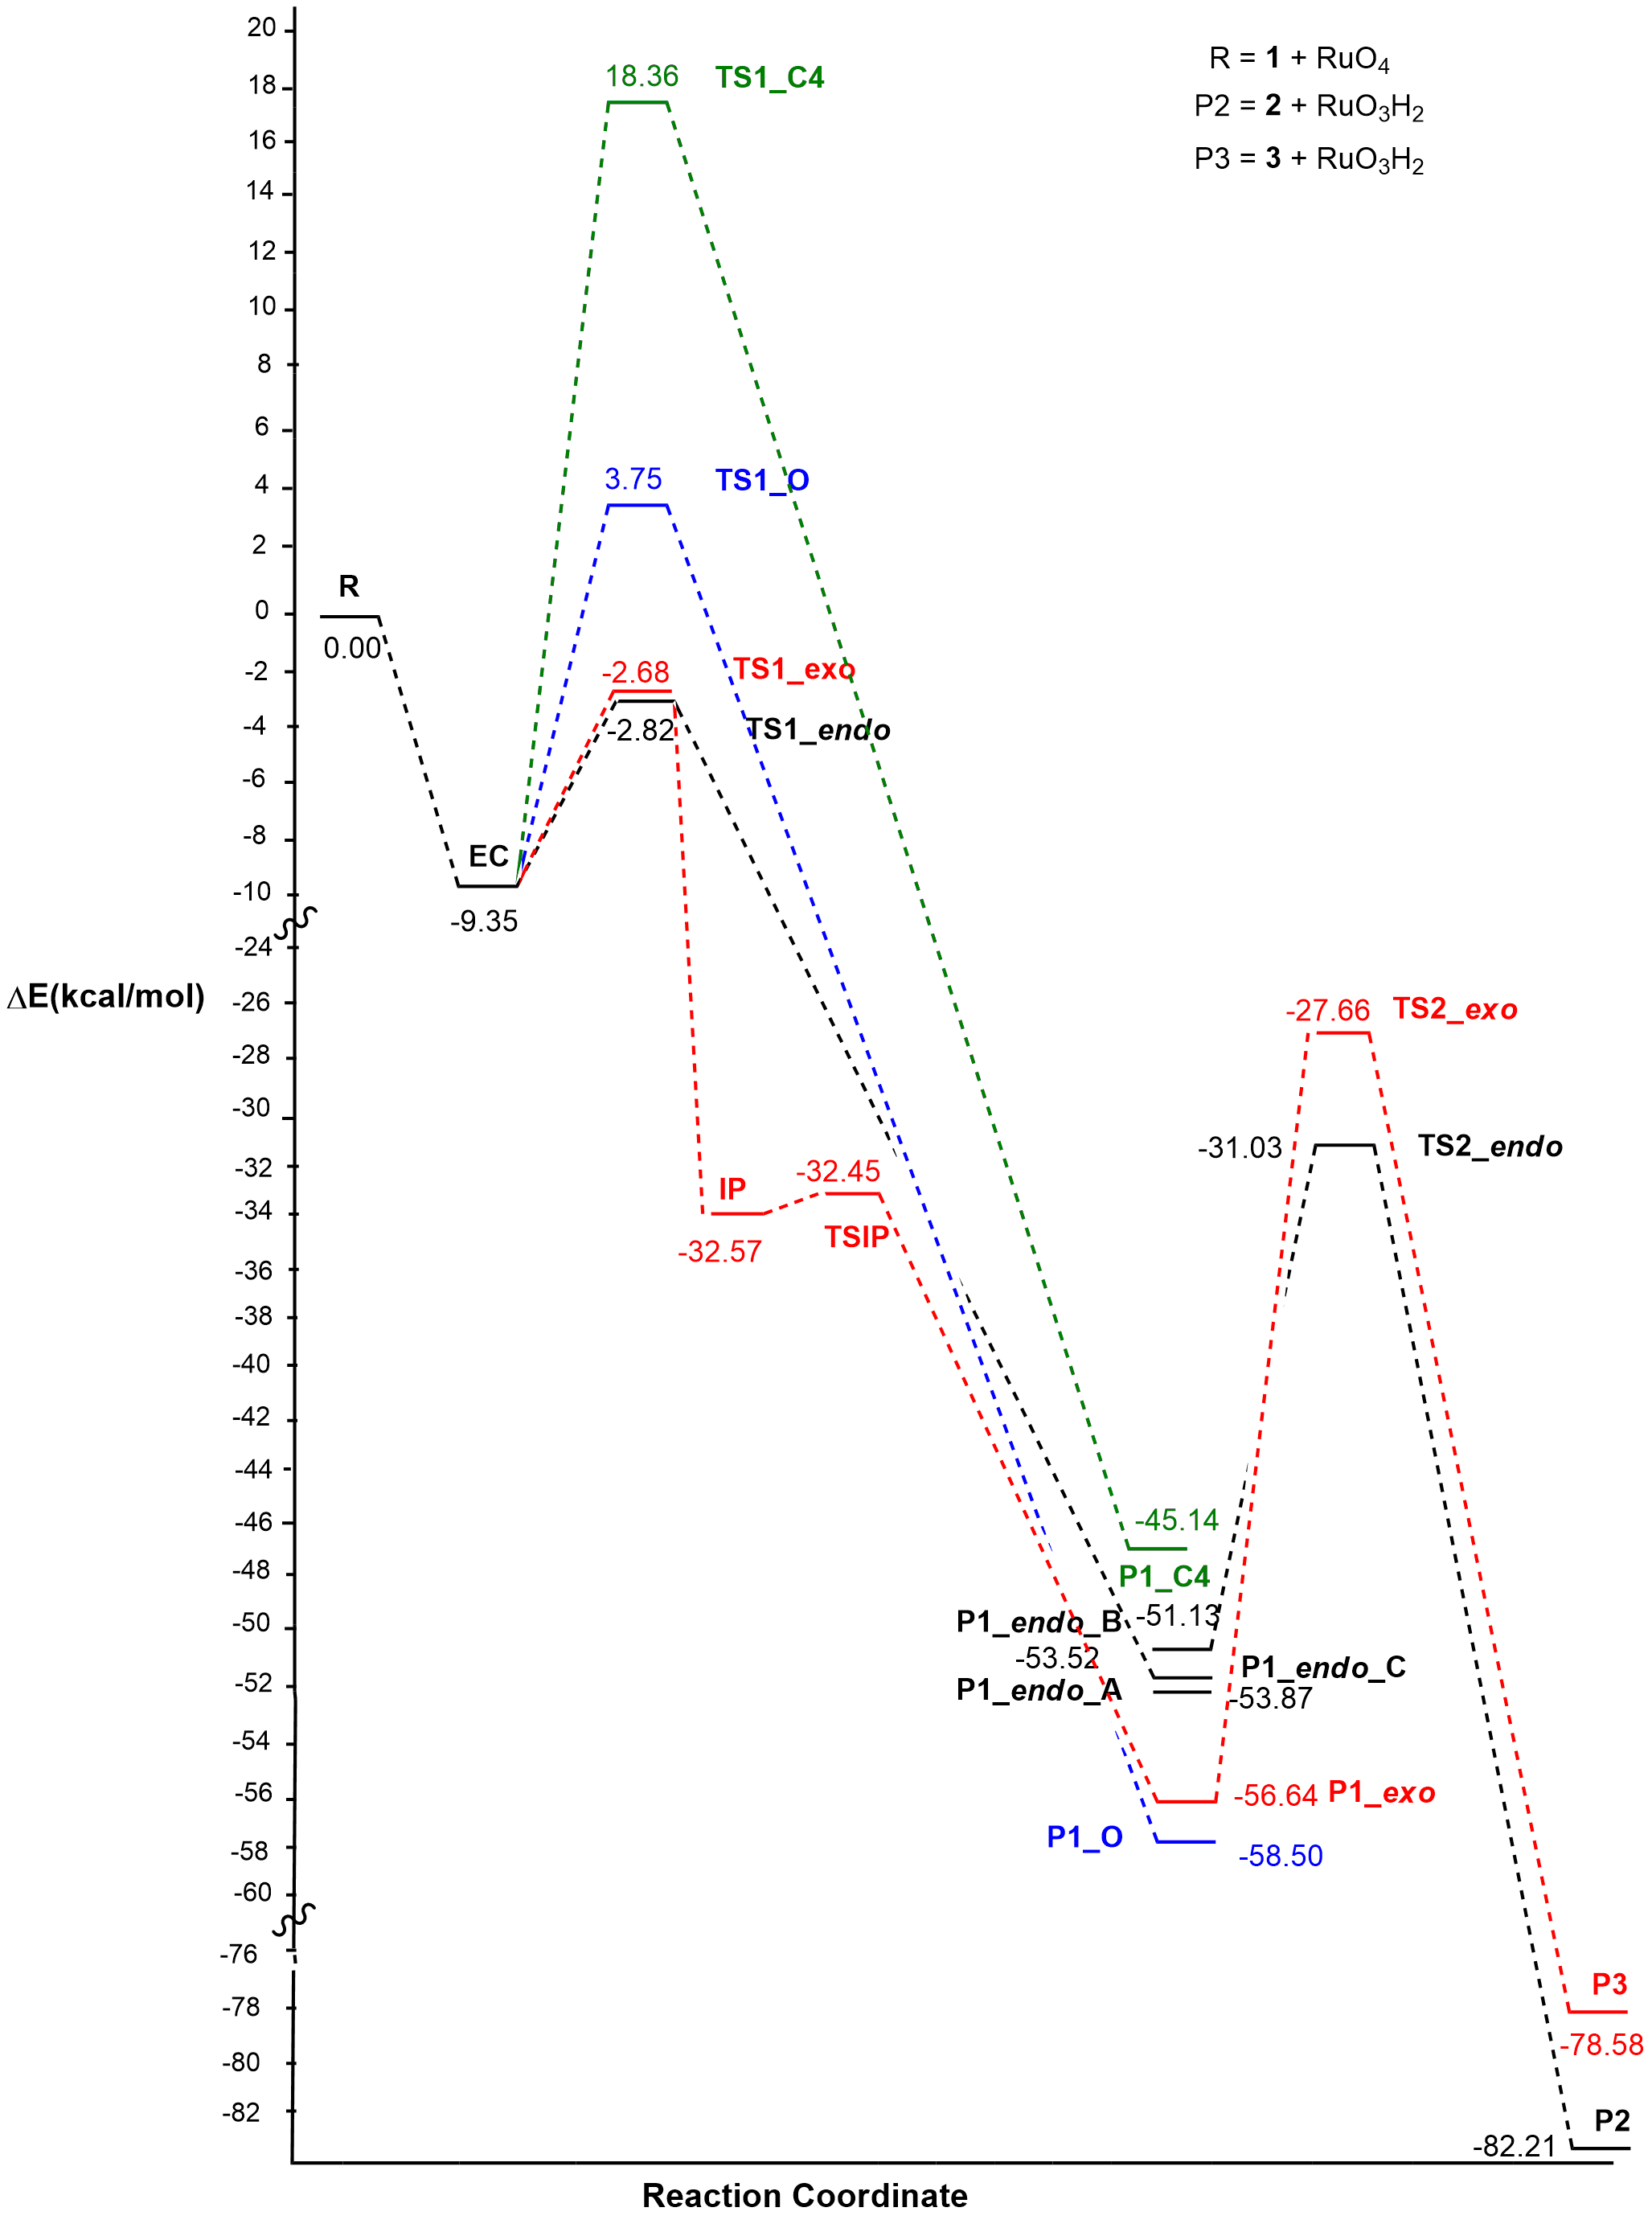 20
18.36 TS1_C4
R = 1 + RuO4
18
P2 = 2 + RuO3H2
16
P3 = 3 + RuO3H2
14
12
10
8
6
4
3.75 TS1_O
2
R
0
0.00
-2
-2.68 TS1_exo
-4
-2.82 TS1_endo
-6
-8
EC
-10
-9.35
-24
ΔE(kcal/mol)
-26
-27.66 TS2_exo
-28
-30
-31.03 TS2_endo
-32
-32.45
IP
-34
TSIP
-32.57
-36
-38
-40
-42
-44
-46
-45.14
-48
P1_C4
-50
P1_endo_B -51.13
-53.52
P1_endo_C
-52
P1_endo_A
-53.87
-54
-56
-56.64 P1_exo
-58
P1_O
-58.50
-60
-76
P3
-78
-78.58
-80
-82
P2
-82.21
Reaction Coordinate